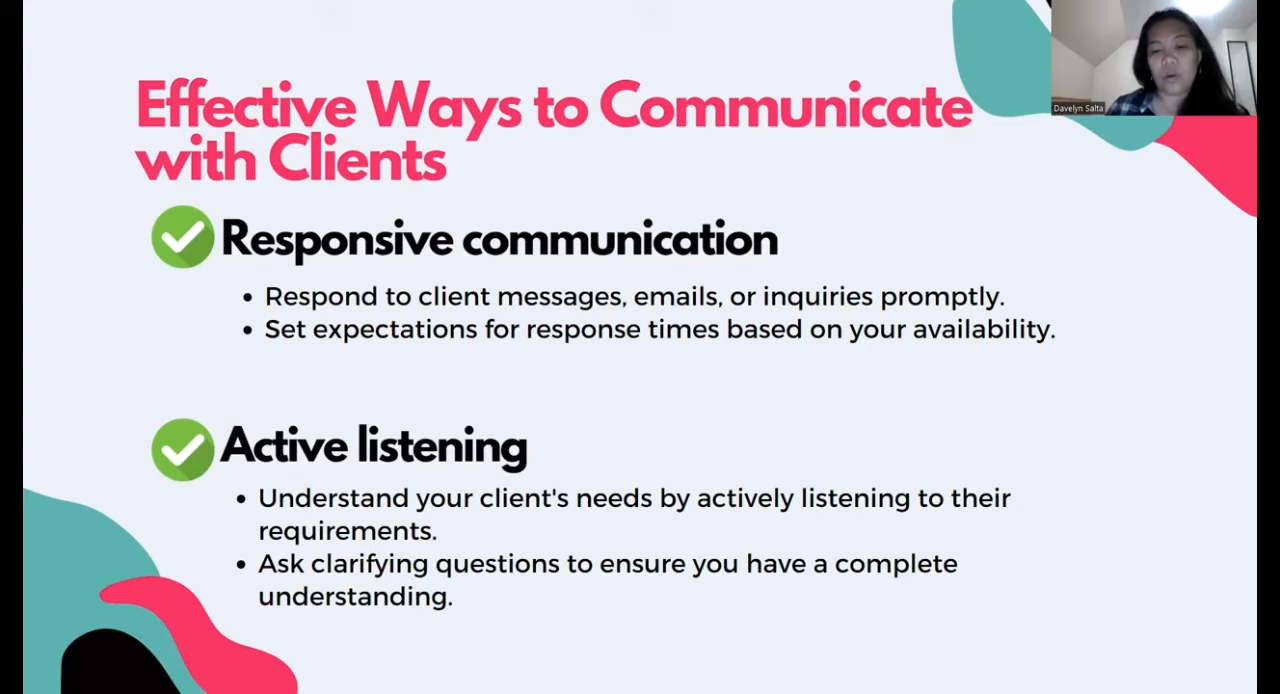 Effective Ways to Communicate
with Clients
Davelyn Salta
Responsive communication
• Respond to client messages, emails, or inquiries promptly.
• Set expectations for response times based on your availability.
Active listening
• Understand your client's needs by actively listening to their
requirements.
• Ask clarifying questions to ensure you have a complete
understanding.